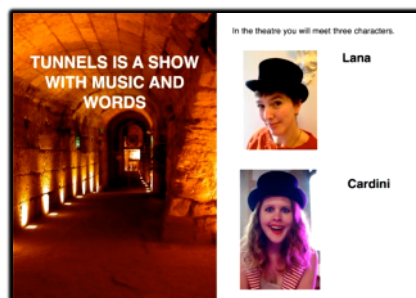 TUNNELS IS A SHOW
WITH MUSIC AND
WORDS
In the theatre you will meet three characters.
Lana
Cardini